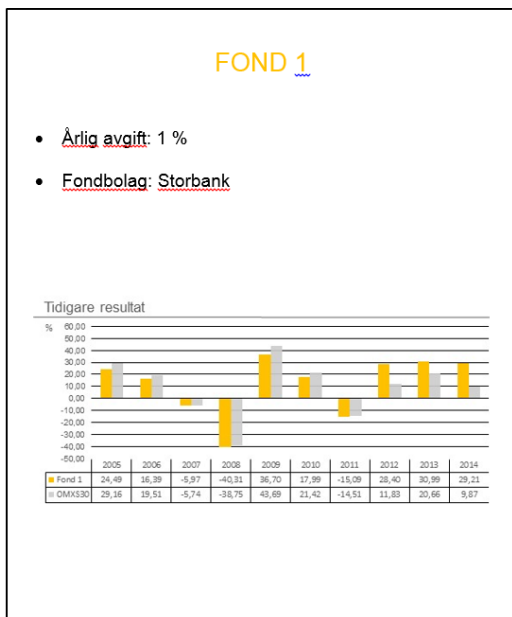 FOND 1
• Årlig avgift: 1 %
• Fondbolag: Storbank
Tidigare resultat
%
60,00
50,00
40,00
30,00
20,00
10,00
0,00
-10,00
-20,00
-30,00
-40,00
-50,00
2005 2006 2007 2008 2009 2010 2011 2012 2013 2014
Fond 1 24,49 16,39 -5,97 -40,31 36,70 17,99 -15,09 28,40 30,99 29,21
OMXS30 29,16 19,51 -5,74 -38,75 43,69 21,42 -14,51 11,83 20,66 9,87